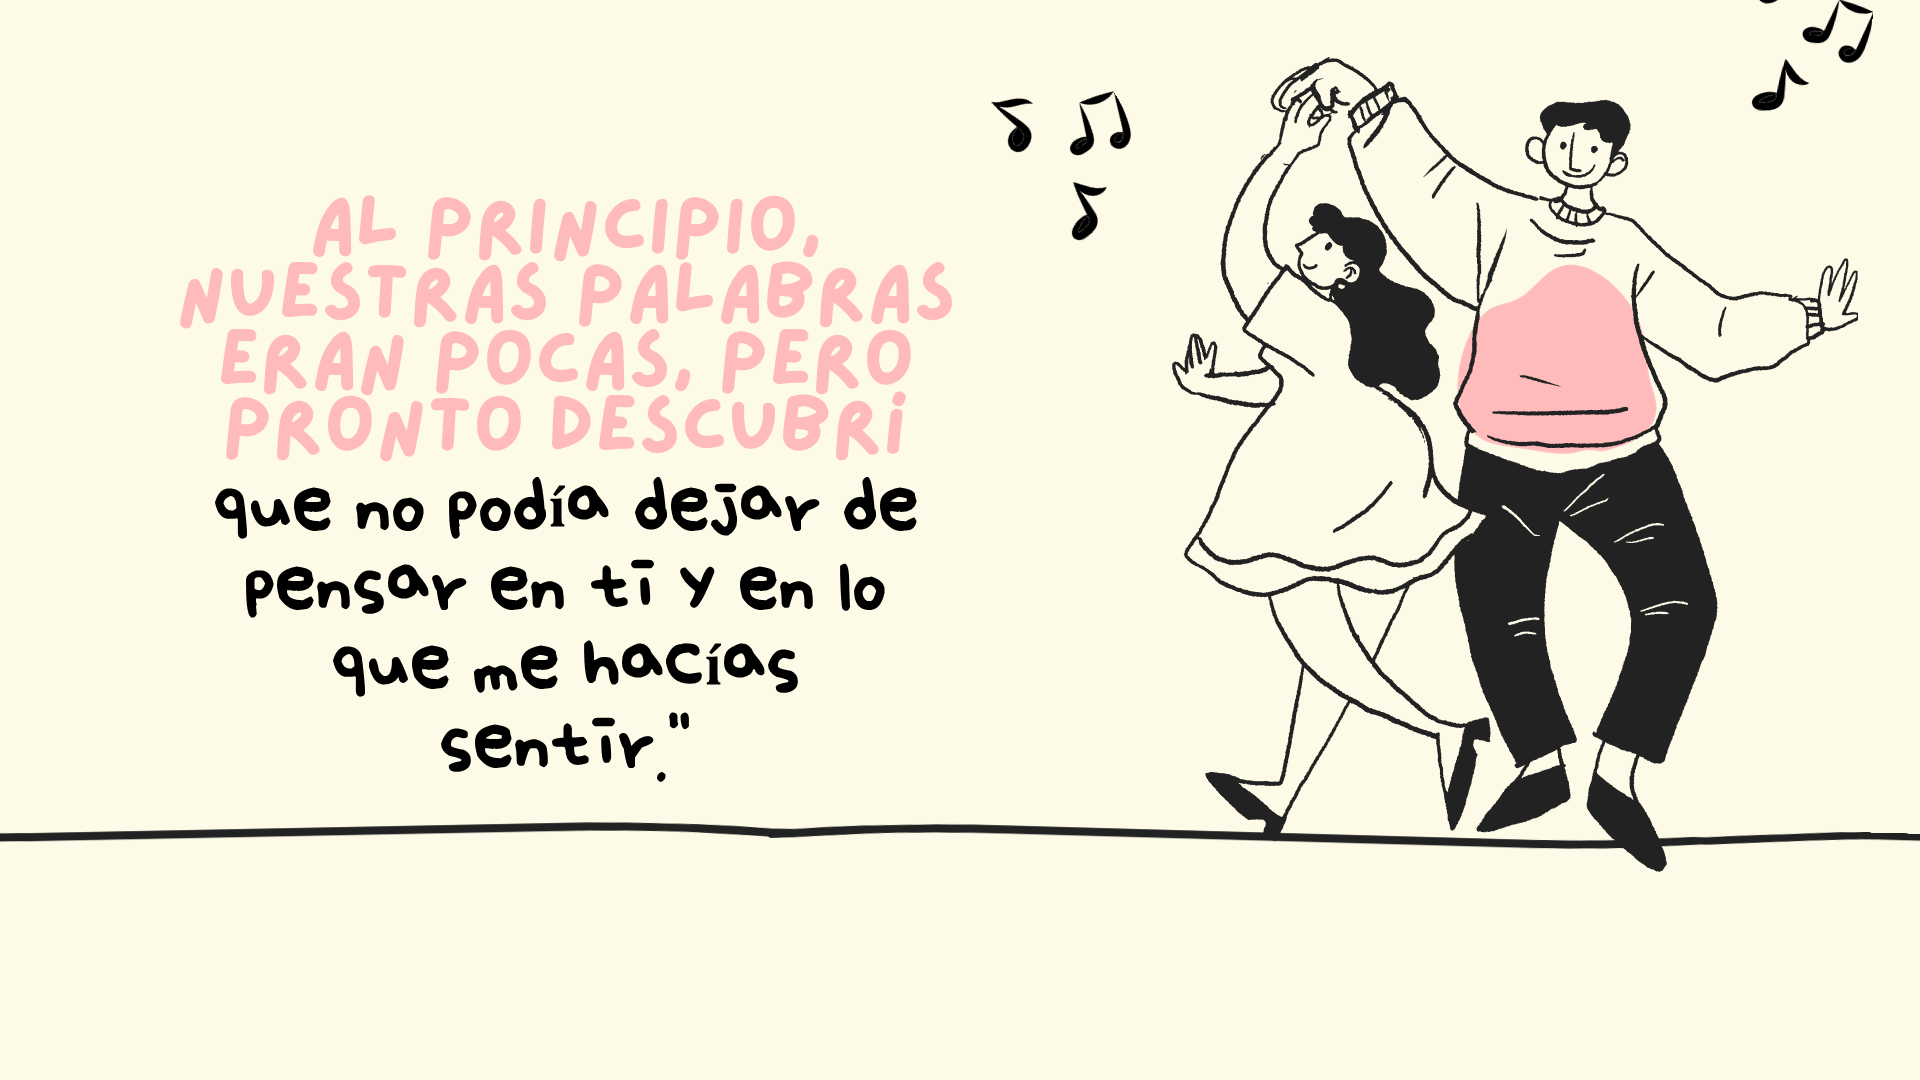 AL PRINCIPIO,
NUESTRAS PALABRAS
ERAN POCAS, PERO
PRONTO DESCUBRí
que no podía dejar de
pensar en ti y en lo
que me hacías
sentir."